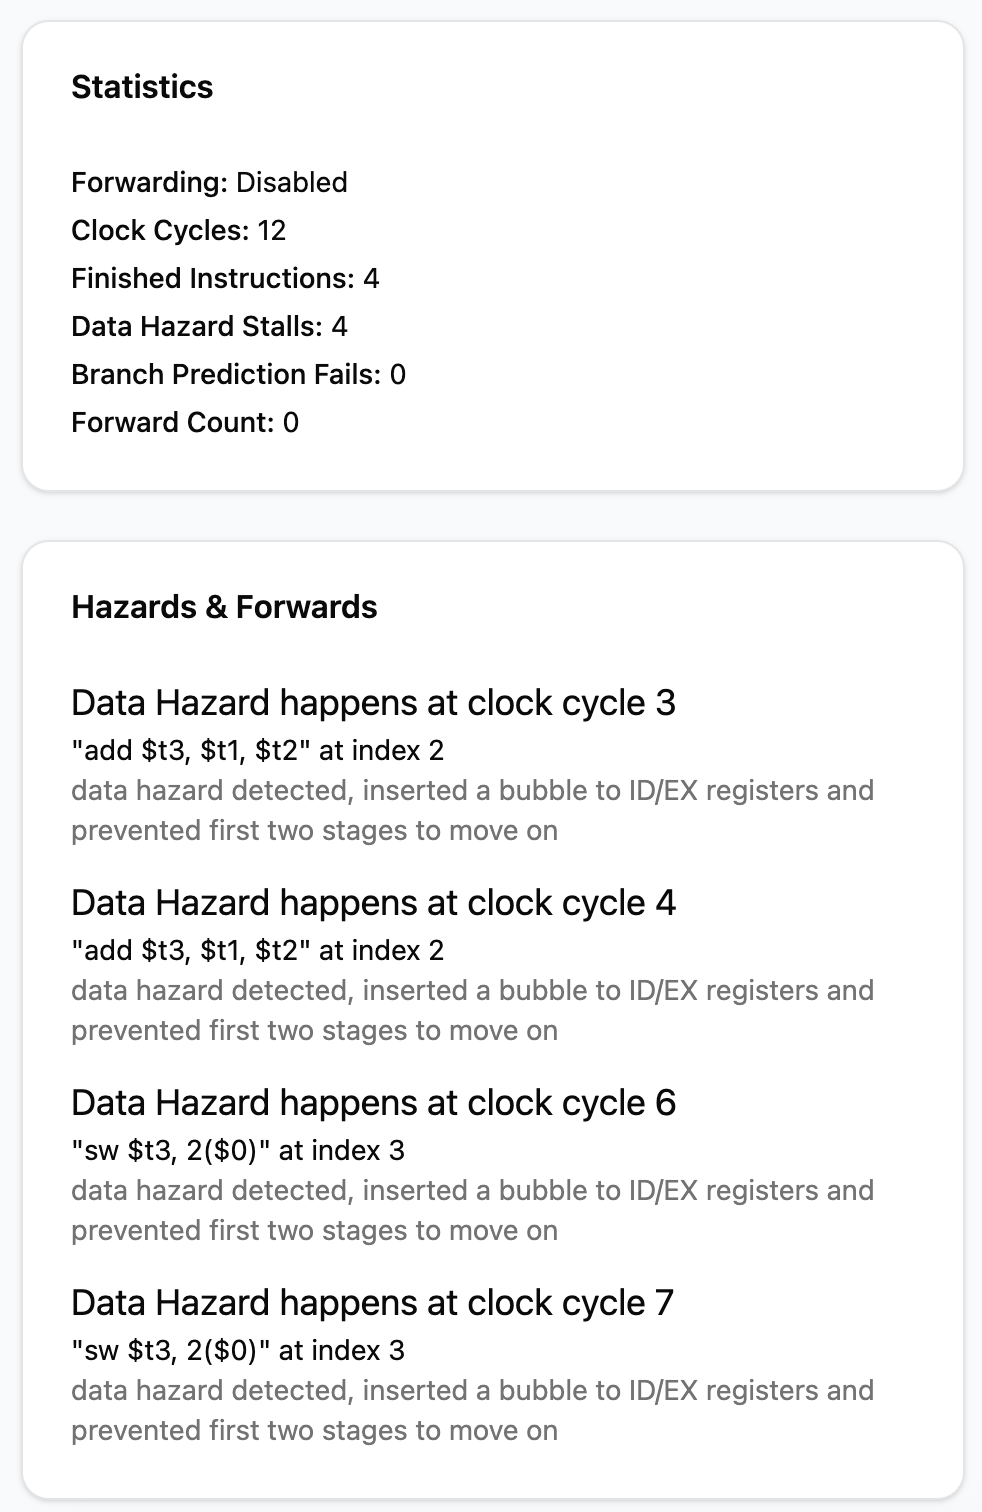 Statistics
Forwarding: Disabled
Clock Cycles: 12
Finished Instructions: 4
Data Hazard Stalls: 4
Branch Prediction Fails: 0
Forward Count: 0
Hazards & Forwards
Data Hazard happens at clock cycle 3
"add $t3, $t1, $t2" at index 2
data hazard detected, inserted a bubble to ID/EX registers and
prevented first two stages to move on
Data Hazard happens at clock cycle 4
"add $t3, $t1, $t2" at index 2
data hazard detected, inserted a bubble to ID/EX registers and
prevented first two stages to move on
Data Hazard happens at clock cycle 6
"sw $t3, 2($0)" at index 3
data hazard detected, inserted a bubble to ID/EX registers and
prevented first two stages to move on
Data Hazard happens at clock cycle 7
"sw $t3, 2($0)" at index 3
data hazard detected, inserted a bubble to ID/EX registers and
prevented first two stages to move on